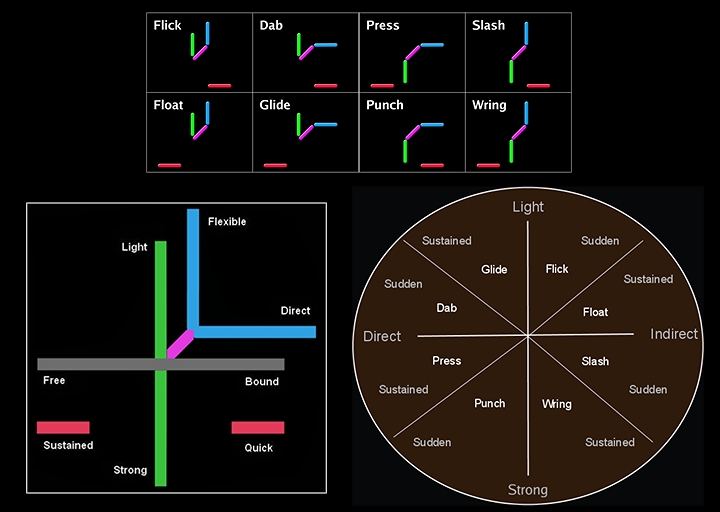 Flick Dab Press Slash
Float Glide Punch Wring
Flexible
Light
Direct
Free Bound
Sustained Quick
Strong
Light
Sustained Sudden
Glide Flick
Sudden Sustained
Dab Float
Direct Indirect
Press Slash
Sustained Sudden
Punch Wring
Sudden Sustained
Strong